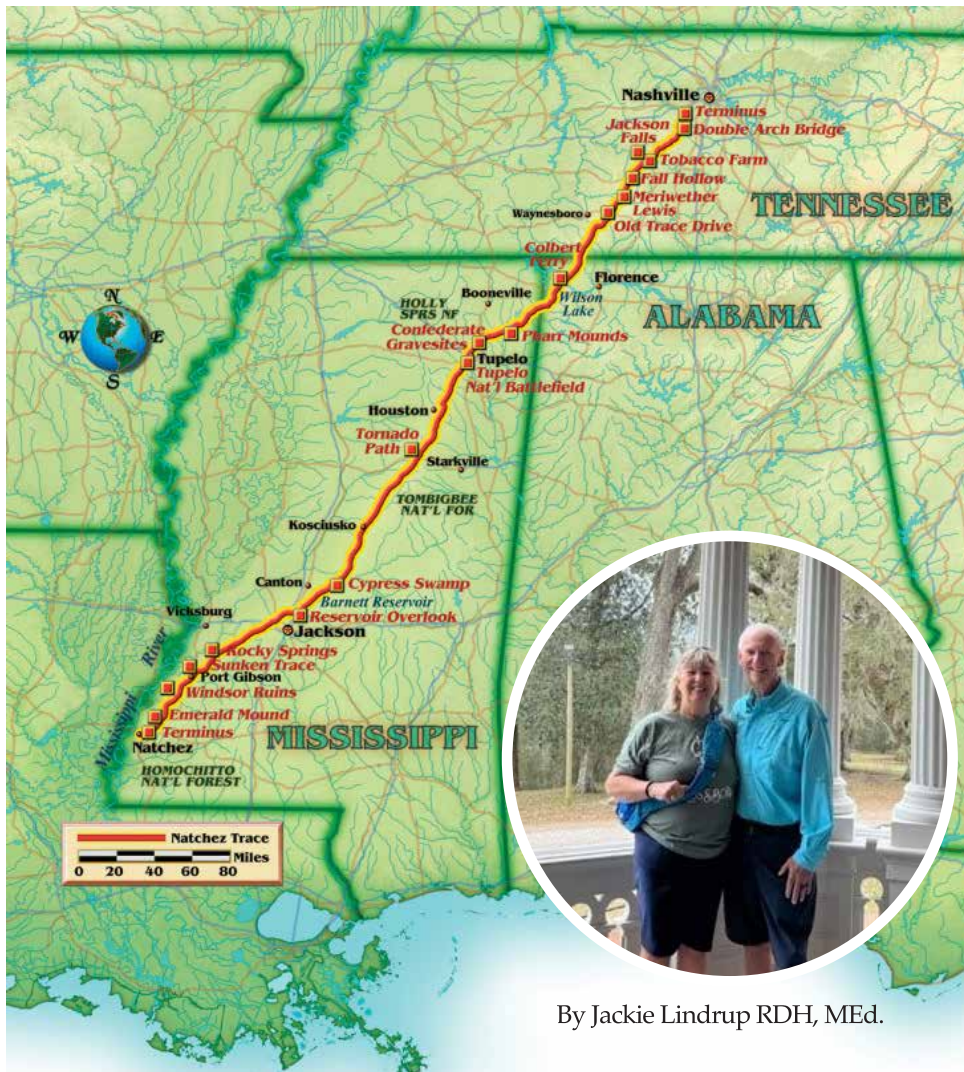 Nashville
Terminus
Jackson
Falls
Double Arch Bridge
Tobacco Farm
Fall Hollow
Meriwether
Lewis
TENNESSEE
Waynesboro
Old Trace Drive
Colbert
Ferry
Florence
Booneville
Wilson
Lake
HOLLY
SPRS NF
ALABAMA
N
W
E
S
Confederate
Gravesites
Pharr Mounds
Tupelo
Tupelo
Nat'l Battlefield
Houston
Tornado
Path
Starkville
TOMBIGBEE
NAT'L FOR
Kosciusko
Canton
Cypress Swamp
Barnett Reservoir
Vicksburg
Reservoir Overlook
Jackson
Rocky Springs
Sunken Trace
Port Gibson
Windsor Ruins
Mississippi River
Emerald Mound
Terminus
MISSISSIPPI
Natchez
HOMOCHITTO
NAT'L FOREST
Natchez Trace
Miles
0 20 40 60 80
By Jackie Lindrup RDH, MEd.